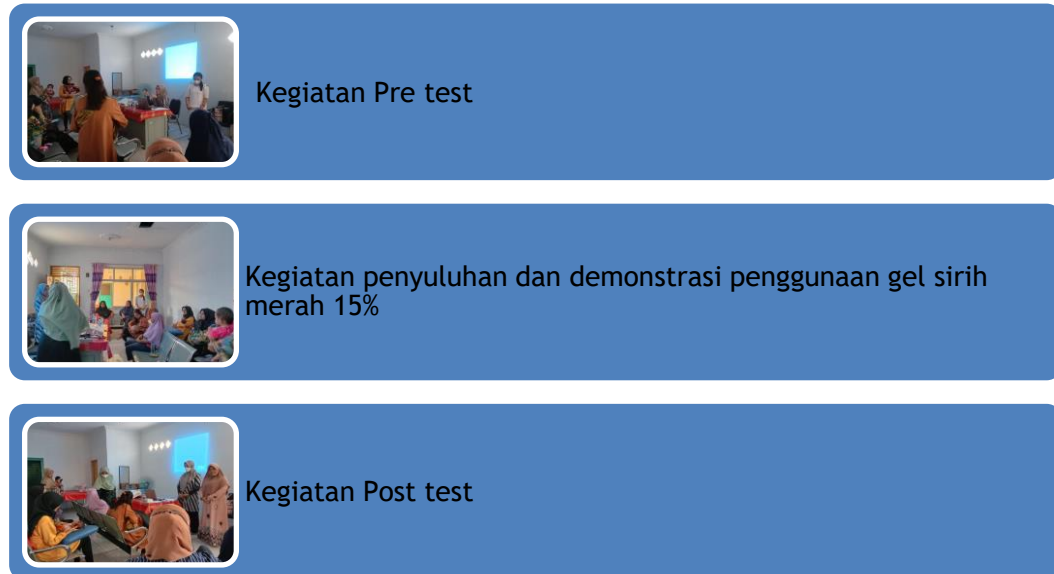 Kegiatan Pre test
Kegiatan penyuluhan dan demonstrasi penggunaan gel sirih
merah 15%
Kegiatan Post test